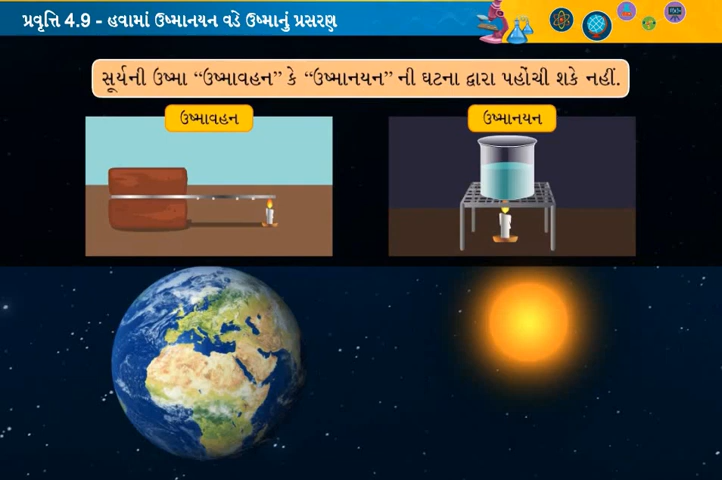 પ્રવૃત્તિ 4.9 - હવામાં ઉષ્માનયન વડે ઉષ્માનું પ્રસરણ
સૂર્યની ઉષ્મા “ઉષ્માવહન” કે “ઉષ્માનયન” ની ઘટના દ્વારા પહોંચી શકે નહીં.
ઉષ્માવહન
ઉષ્માનયન